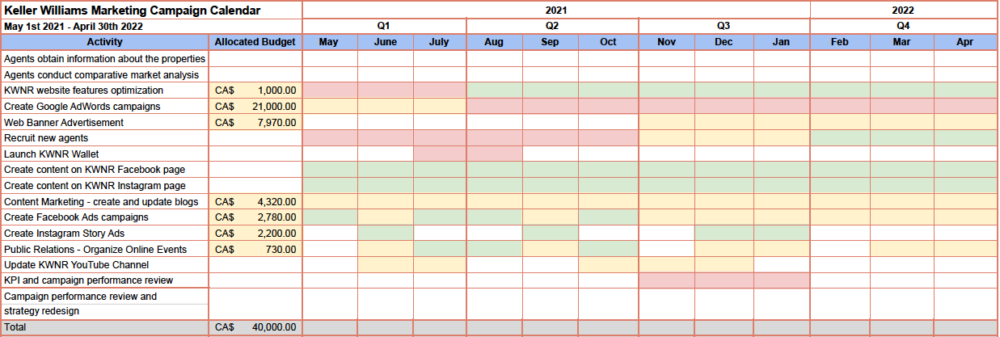 Keller Williams Marketing Campaign Calendar 2021 2022
May 1st 2021 - April 30th 2022 Q1 Q2 Q3 Q4
Activity Allocated Budget May June July Aug Sep Oct Nov Dec Jan Feb Mar Apr
Agents obtain information about the properties
Agents conduct comparative market analysis
KWNR website features optimization CA$ 1,000.00
Create Google AdWords campaigns CA$ 21,000.00
Web Banner Advertisement CA$ 7,970.00
Recruit new agents
Launch KWNR Wallet
Create content on KWNR Facebook page
Create content on KWNR Instagram page
Content Marketing - create and update blogs CA$ 4,320.00
Create Facebook Ads campaigns CA$ 2,780.00
Create Instagram Story Ads CA$ 2,200.00
Public Relations - Organize Online Events CA$ 730.00
Update KWNR YouTube Channel
KPI and campaign performance review
Campaign performance review and
strategy redesign
Total CA$ 40,000.00